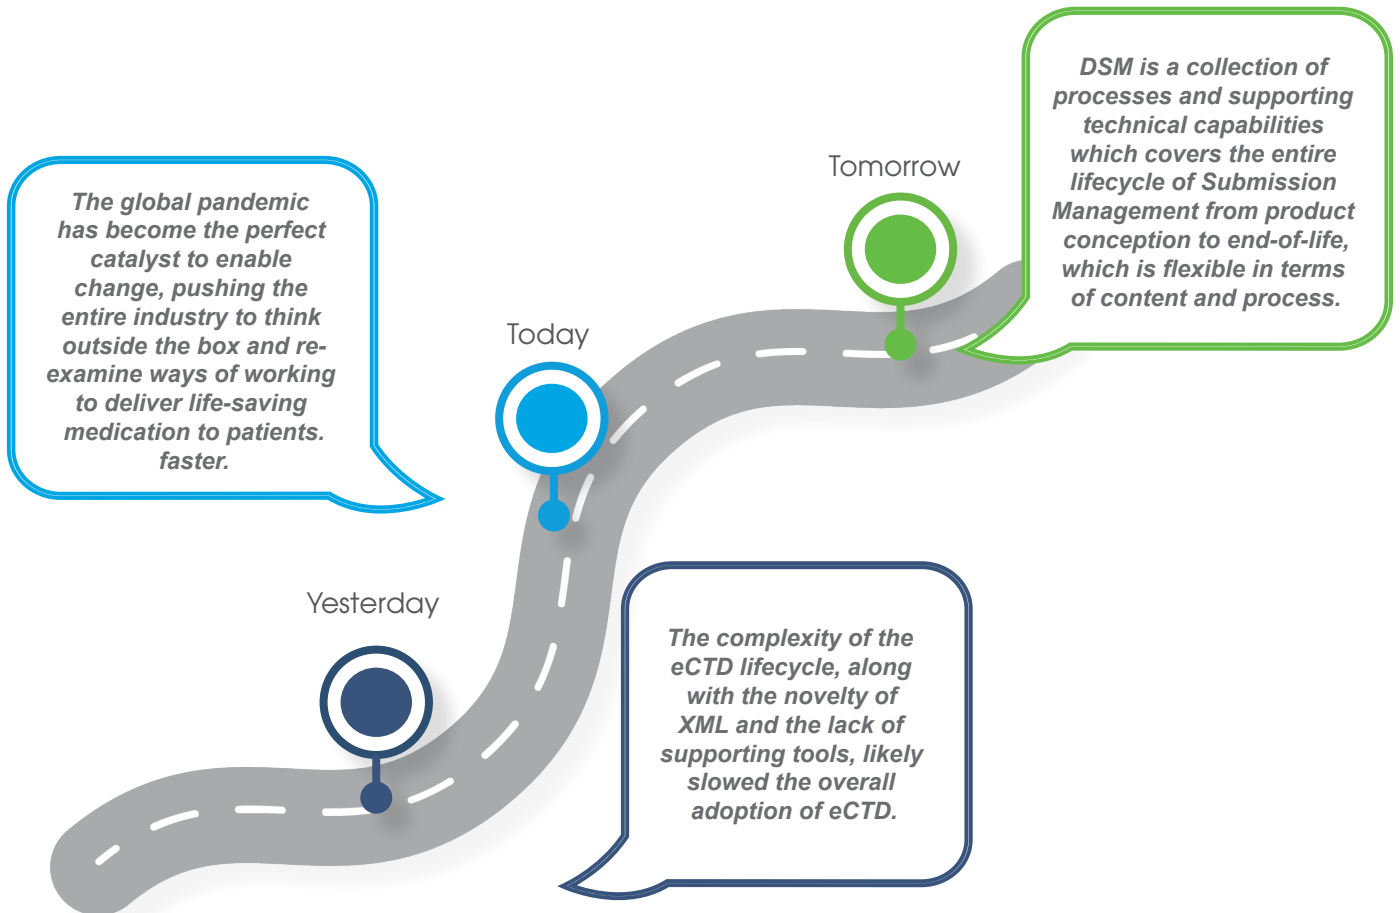 Tomorrow
DSM is a collection of
processes and supporting
technical capabilities
which covers the entire
lifecycle of Submission
Management from product
conception to end-of-life,
which is flexible in terms
of content and process.
Today
The global pandemic
has become the perfect
catalyst to enable
change, pushing the
entire industry to think
outside the box and re-
examine ways of working
to deliver life-saving
medication to patients.
faster.
Yesterday
The complexity of the
eCTD lifecycle, along
with the novelty of
XML and the lack of
supporting tools, likely
slowed the overall
adoption of eCTD.